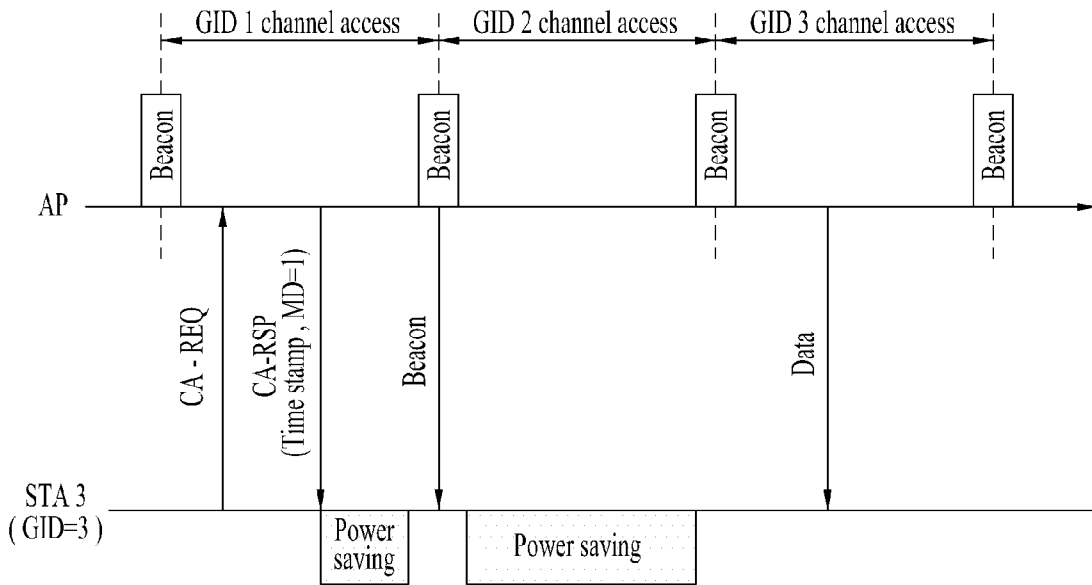 GID 1 channel access
GID 2 channel access
GID 3 channel access
Beacon
Beacon
Beacon
Beacon
AP
CA - REQ
CA-RSP
(Time stamp , MD=1)
Beacon
Data
STA 3
( GID=3 )
Power
saving
Power saving